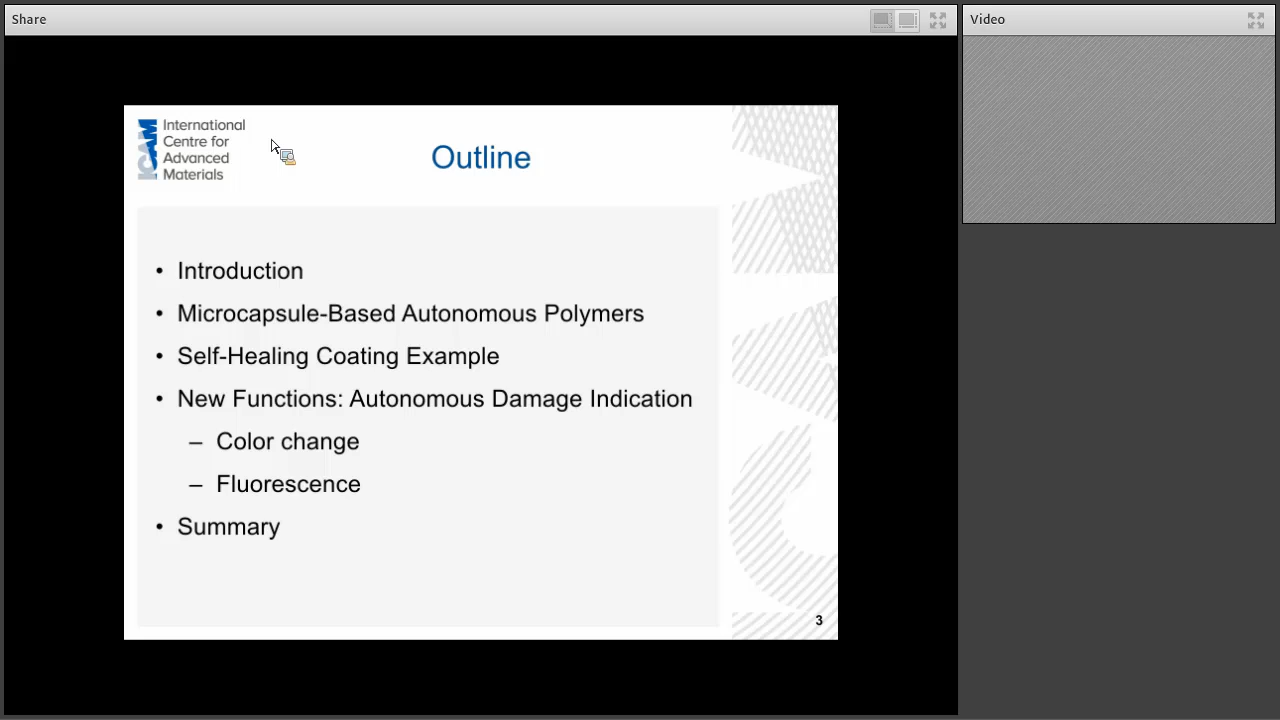 Share
Video
ICAM
International
Centre for
Advanced
Materials
Outline
• Introduction
• Microcapsule-Based Autonomous Polymers
• Self-Healing Coating Example
• New Functions: Autonomous Damage Indication
– Color change
– Fluorescence
• Summary
3